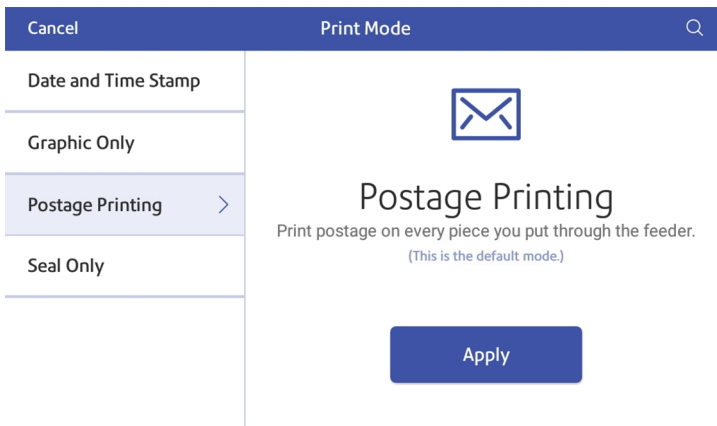 Cancel
Print Mode
Date and Time Stamp
Graphic Only
Postage Printing
Seal Only
Postage Printing
Print postage on every piece you put through the feeder.
(This is the default mode.)
Apply